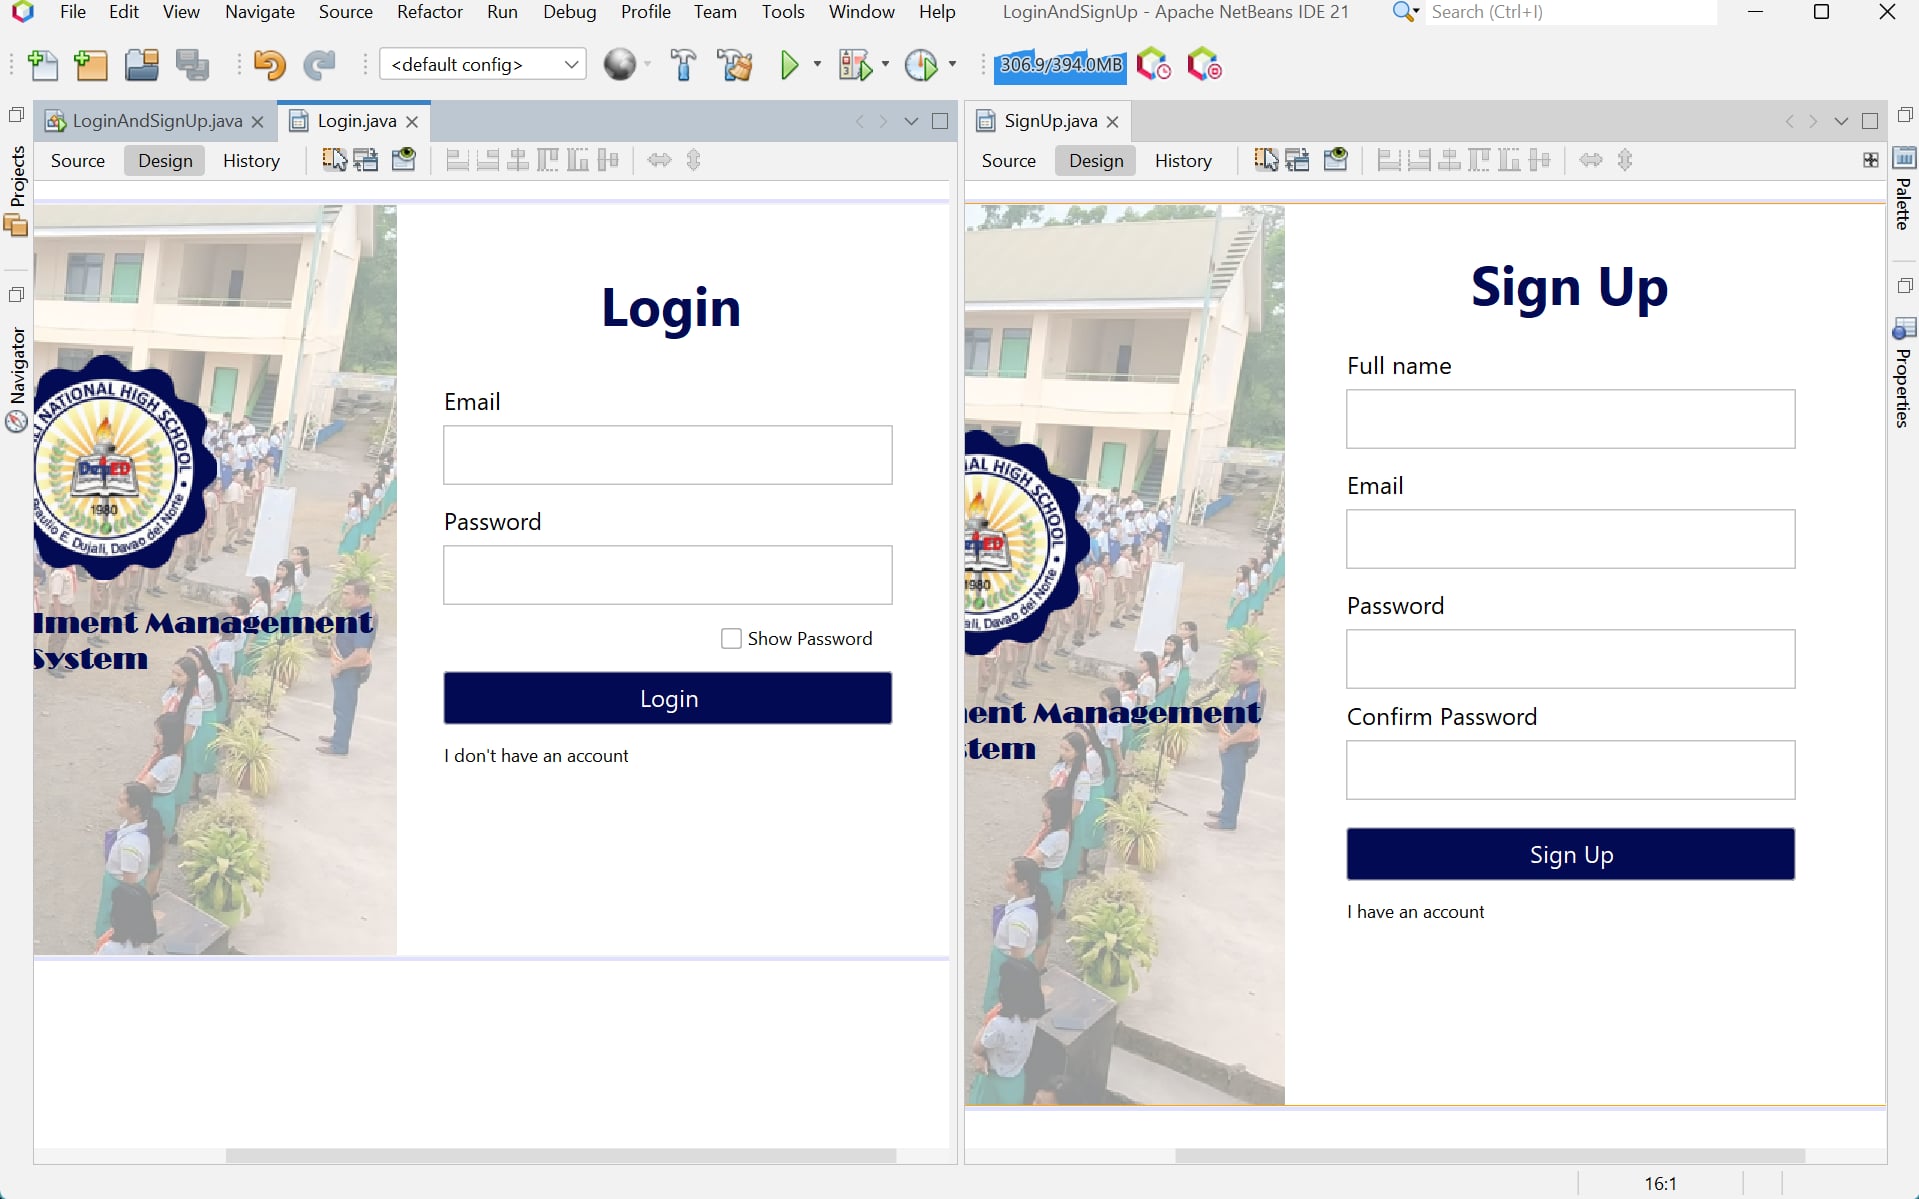 File Edit View Navigate Source Refactor Run Debug Profile Team Tools Window Help LoginAndSignUp - Apache NetBeans IDE 21 Search (Ctrl+I)
<default config> 306.9/394.0MB
Projects
Navigator
LoginAndSignUp.java Login.java
Source Design History
NATIONAL HIGH SCHOOL
DepED
1980
Braulio E. Dujali, Davao del Norte
lment Management
System
Login
Email
Password
Show Password
Login
I don't have an account
SignUp.java
Source Design History
NAL HIGH SCHOOL
ED
1980
ali, Davao del Norte
ent Management
stem
Sign Up
Full name
Email
Password
Confirm Password
Sign Up
I have an account
Palette
Properties
16:1